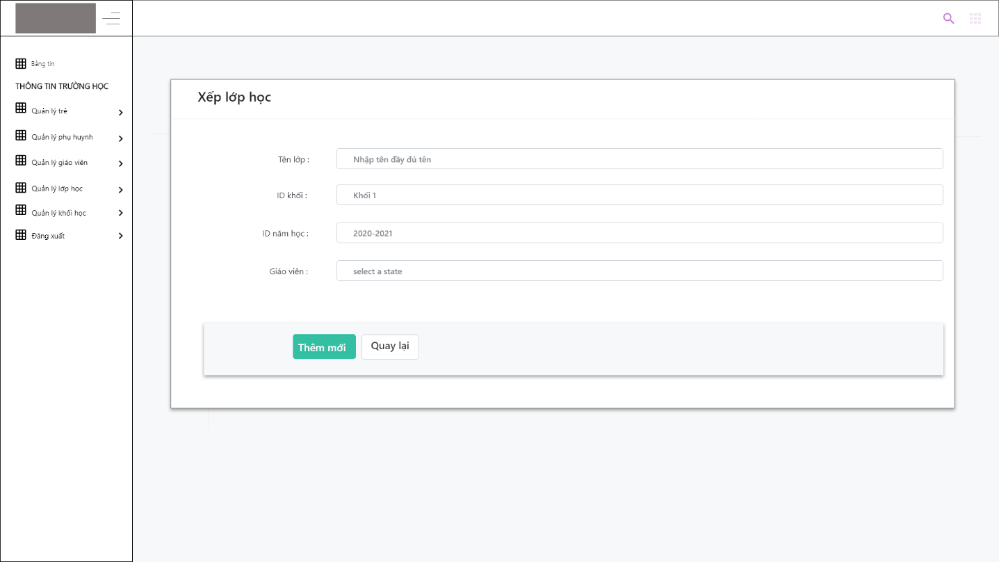 Bảng tin
THÔNG TIN TRƯỜNG HỌC
Quản lý trẻ
Quản lý phụ huynh
Quản lý giáo viên
Quản lý lớp học
Quản lý khối học
Đăng xuất
Xếp lớp học
Tên lớp : Nhập tên đầy đủ tên
ID khối : Khối 1
ID năm học : 2020-2021
Giáo viên : select a state
Thêm mới Quay lại